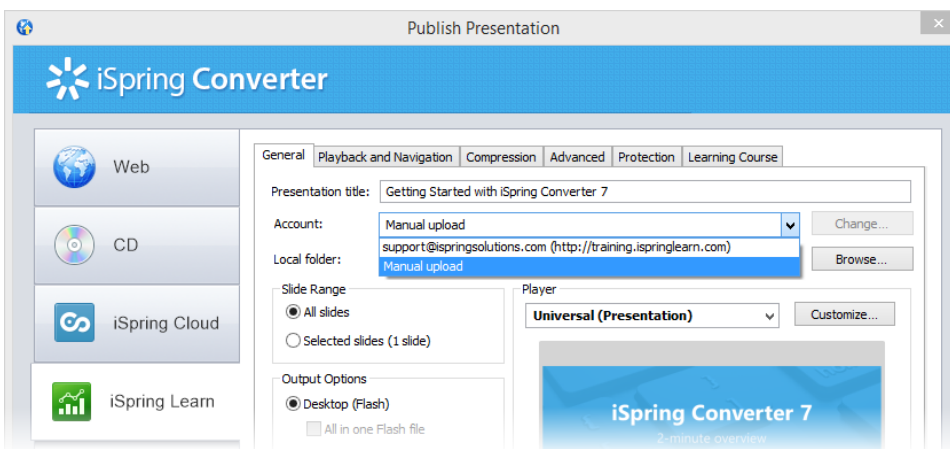 Publish Presentation
iSpring Converter
Web
CD
iSpring Cloud
iSpring Learn
General Playback and Navigation Compression Advanced Protection Learning Course
Presentation title: Getting Started with iSpring Converter 7
Account: Manual upload Change...
support@ispringsolutions.com (http://training.ispringlearn.com)
Local folder: Manual upload Browse...
Slide Range
All slides
Selected slides (1 slide)
Output Options
Desktop (Flash)
All in one Flash file
Player
Universal (Presentation) Customize...
iSpring Converter 7
2-minute overview